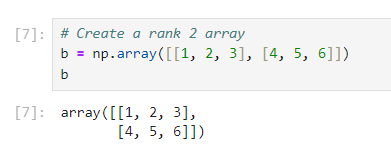 [7]: # Create a rank 2 array
b = np.array([[1, 2, 3], [4, 5, 6]])
b
[7]: array([[1, 2, 3],
[4, 5, 6]])